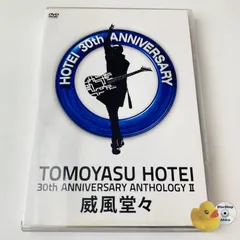 DVD
HOTEI 30th ANNIVERSARY
TOMOYASU HOTEI
30th ANNIVERSARY ANTHOLOGY II
威風堂々